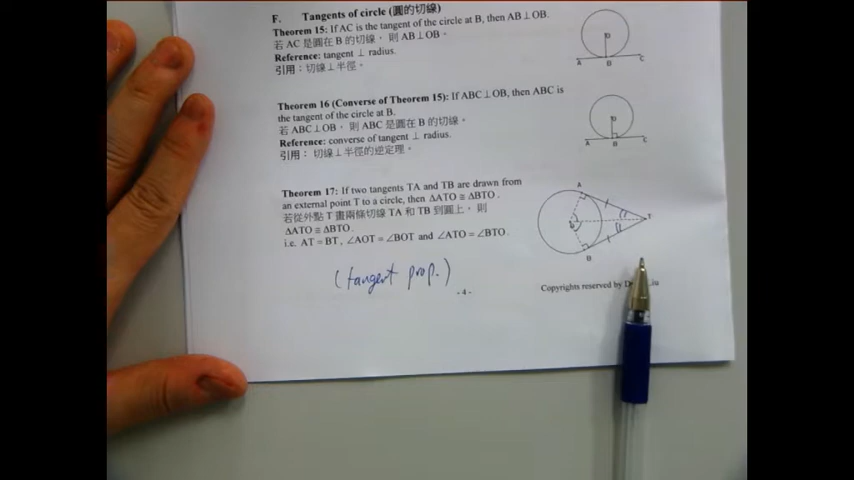 F. Tangents of circle (圓的切線)
Theorem 15: If AC is the tangent of the circle at B, then AB⊥OB.
若 AC 是圓在 B 的切線，則 AB⊥OB。
Reference: tangent ⊥ radius.
引用：切線⊥半徑。
O
A B C
Theorem 16 (Converse of Theorem 15): If ABC⊥OB, then ABC is
the tangent of the circle at B.
若 ABC⊥OB，則 ABC 是圓在 B 的切線。
Reference: converse of tangent ⊥ radius.
引用：切線⊥半徑的逆定理。
O
A B C
Theorem 17: If two tangents TA and TB are drawn from
an external point T to a circle, then ΔATO ≅ ΔBTO.
若從外點 T 畫兩條切線 TA 和 TB 到圓上，則
ΔATO ≅ ΔBTO.
i.e. AT = BT, ∠AOT = ∠BOT and ∠ATO = ∠BTO.
A
T
B
(tangent prop.)
- 4 -
Copyrights reserved by